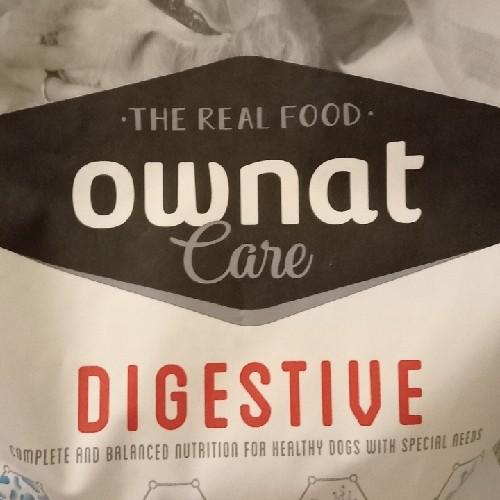 ·THE REAL FOOD·
ownat
Care
DIGESTIVE
COMPLETE AND BALANCED NUTRITION FOR HEALTHY DOGS WITH SPECIAL NEEDS